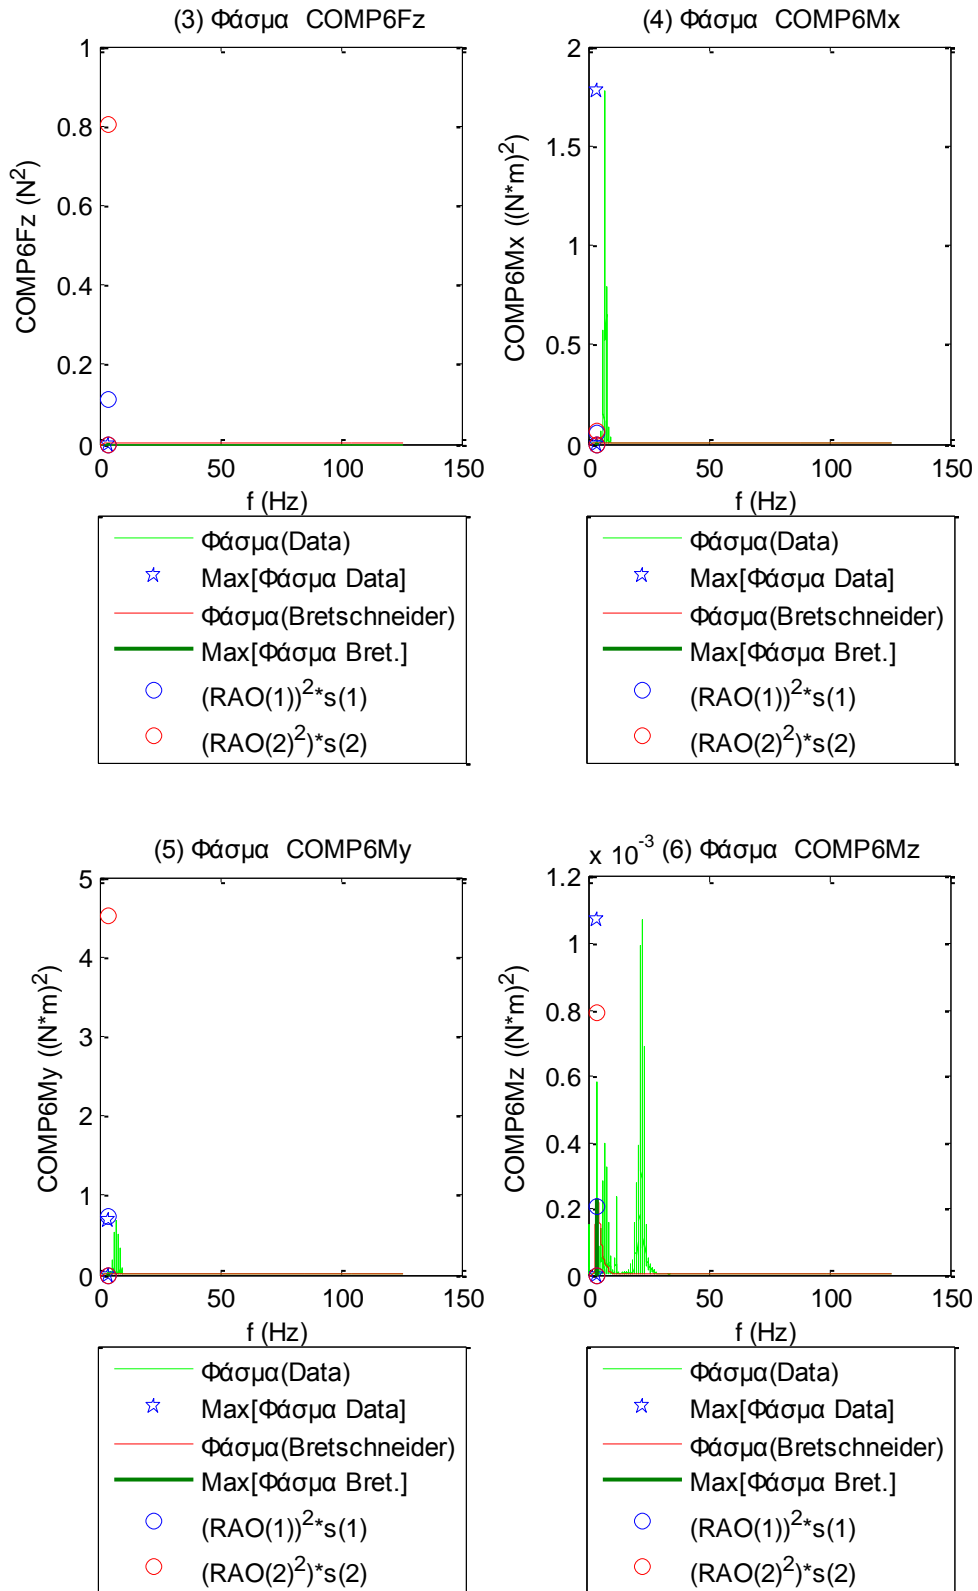 (3) Φάσμα COMP6Fz
1
0.8
0.6
0.4
0.2
0
COMP6Fz (N^2)
0 50 100 150
f (Hz)
Φάσμα(Data)
Max[Φάσμα Data]
Φάσμα(Bretschneider)
Max[Φάσμα Bret.]
(RAO(1))^2*s(1)
(RAO(2)^2)*s(2)
(4) Φάσμα COMP6Mx
2
1.5
1
0.5
0
COMP6Mx ((N*m)^2)
0 50 100 150
f (Hz)
Φάσμα(Data)
Max[Φάσμα Data]
Φάσμα(Bretschneider)
Max[Φάσμα Bret.]
(RAO(1))^2*s(1)
(RAO(2)^2)*s(2)
(5) Φάσμα COMP6My
5
4
3
2
1
0
COMP6My ((N*m)^2)
0 50 100 150
f (Hz)
Φάσμα(Data)
Max[Φάσμα Data]
Φάσμα(Bretschneider)
Max[Φάσμα Bret.]
(RAO(1))^2*s(1)
(RAO(2)^2)*s(2)
x 10^-3 (6) Φάσμα COMP6Mz
1.2
1
0.8
0.6
0.4
0.2
0
COMP6Mz ((N*m)^2)
0 50 100 150
f (Hz)
Φάσμα(Data)
Max[Φάσμα Data]
Φάσμα(Bretschneider)
Max[Φάσμα Bret.]
(RAO(1))^2*s(1)
(RAO(2)^2)*s(2)